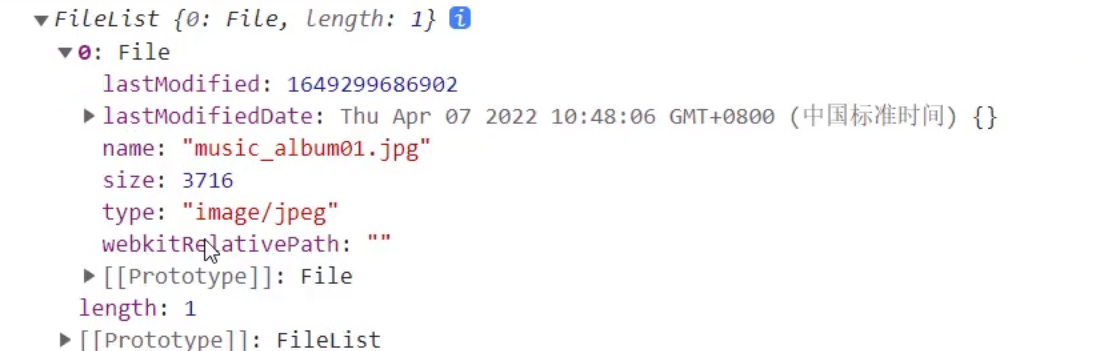 ▼FileList {0: File, length: 1} i
▼0: File
lastModified: 1649299686902
▶lastModifiedDate: Thu Apr 07 2022 10:48:06 GMT+0800 (中国标准时间) {}
name: "music_album01.jpg"
size: 3716
type: "image/jpeg"
webkitRelativePath: ""
▶[[Prototype]]: File
length: 1
▶[[Prototype]]: FileList